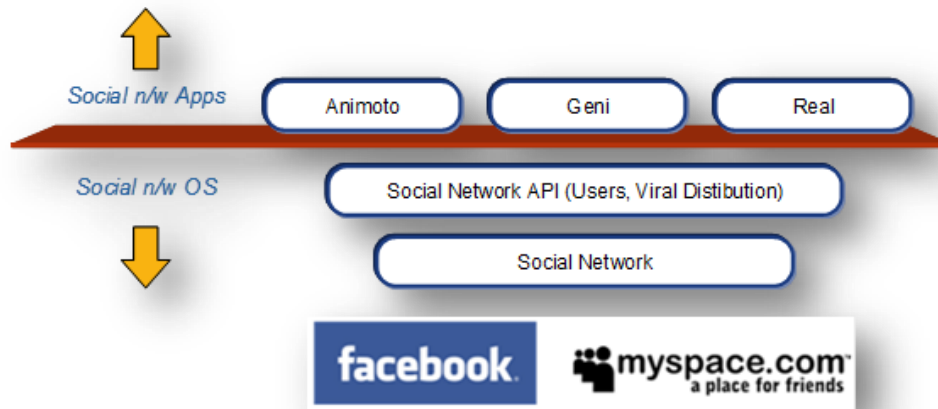 Social n/w Apps
Animoto
Geni
Real
Social n/w OS
Social Network API (Users, Viral Distibution)
Social Network
facebook.
myspace.com
a place for friends